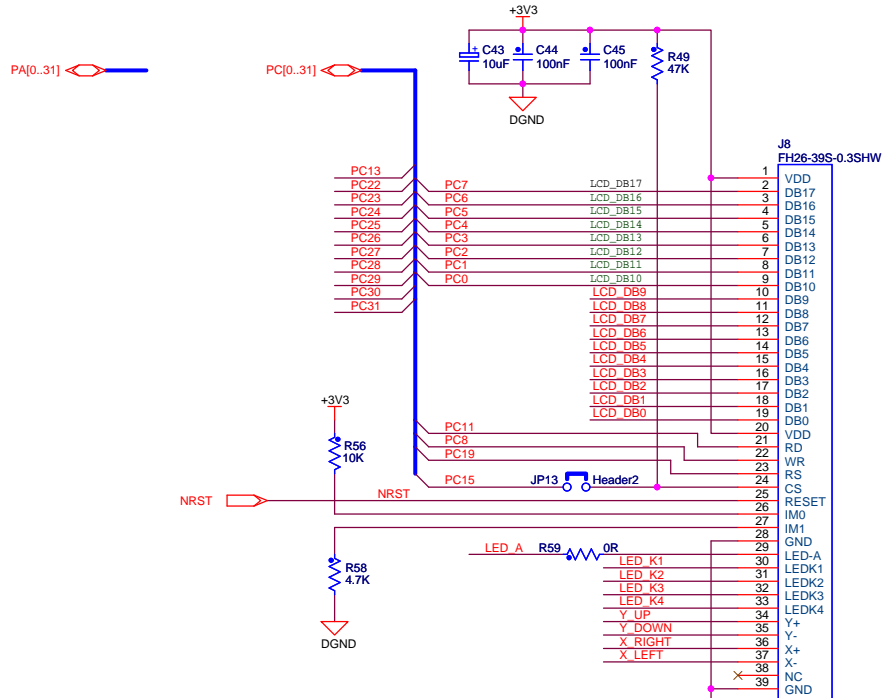 +3V3
C43
10uF
C44
100nF
C45
100nF
R49
47K
DGND
PA[0..31]
PC[0..31]
J8
FH26-39S-0.3SHW
PC13
PC22
PC23
PC24
PC25
PC26
PC27
PC28
PC29
PC30
PC31
PC7 LCD_DB17
PC6 LCD_DB16
PC5 LCD_DB15
PC4 LCD_DB14
PC3 LCD_DB13
PC2 LCD_DB12
PC1 LCD_DB11
PC0 LCD_DB10
LCD_DB9
LCD_DB8
LCD_DB7
LCD_DB6
LCD_DB5
LCD_DB4
LCD_DB3
LCD_DB2
LCD_DB1
LCD_DB0
PC11
PC8
PC19
PC15
JP13 Header2
+3V3
R56
10K
NRST NRST
R58
4.7K
DGND
LED_A R59 0R
LED_K1
LED_K2
LED_K3
LED_K4
Y_UP
Y_DOWN
X_RIGHT
X_LEFT
1 VDD
2 DB17
3 DB16
4 DB15
5 DB14
6 DB13
7 DB12
8 DB11
9 DB10
10 DB9
11 DB8
12 DB7
13 DB6
14 DB5
15 DB4
16 DB3
17 DB2
18 DB1
19 DB0
20 VDD
21 RD
22 WR
23 RS
24 CS
25 RESET
26 IM0
27 IM1
28 GND
29 LED-A
30 LEDK1
31 LEDK2
32 LEDK3
33 LEDK4
34 Y+
35 Y-
36 X+
37 X-
38 NC
39 GND